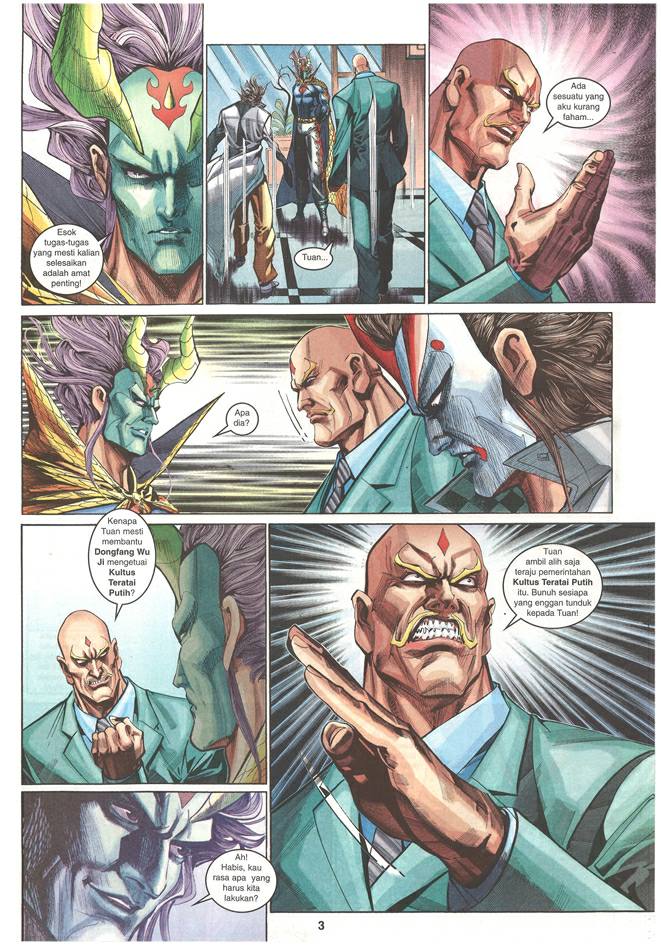 Esok
tugas-tugas
yang mesti kalian
selesaikan
adalah amat
penting!
Tuan...
Ada
sesuatu yang
aku kurang
faham...
Apa
dia?
Kenapa
Tuan mesti
membantu
Dongfang Wu
Ji mengetuai
Kultus
Teratai
Putih?
Tuan
ambil alih saja
teraju pemerintahan
Kultus Teratai Putih
itu. Bunuh sesiapa
yang enggan tunduk
kepada Tuan!
Ah!
Habis, kau
rasa apa yang
harus kita
lakukan?
3